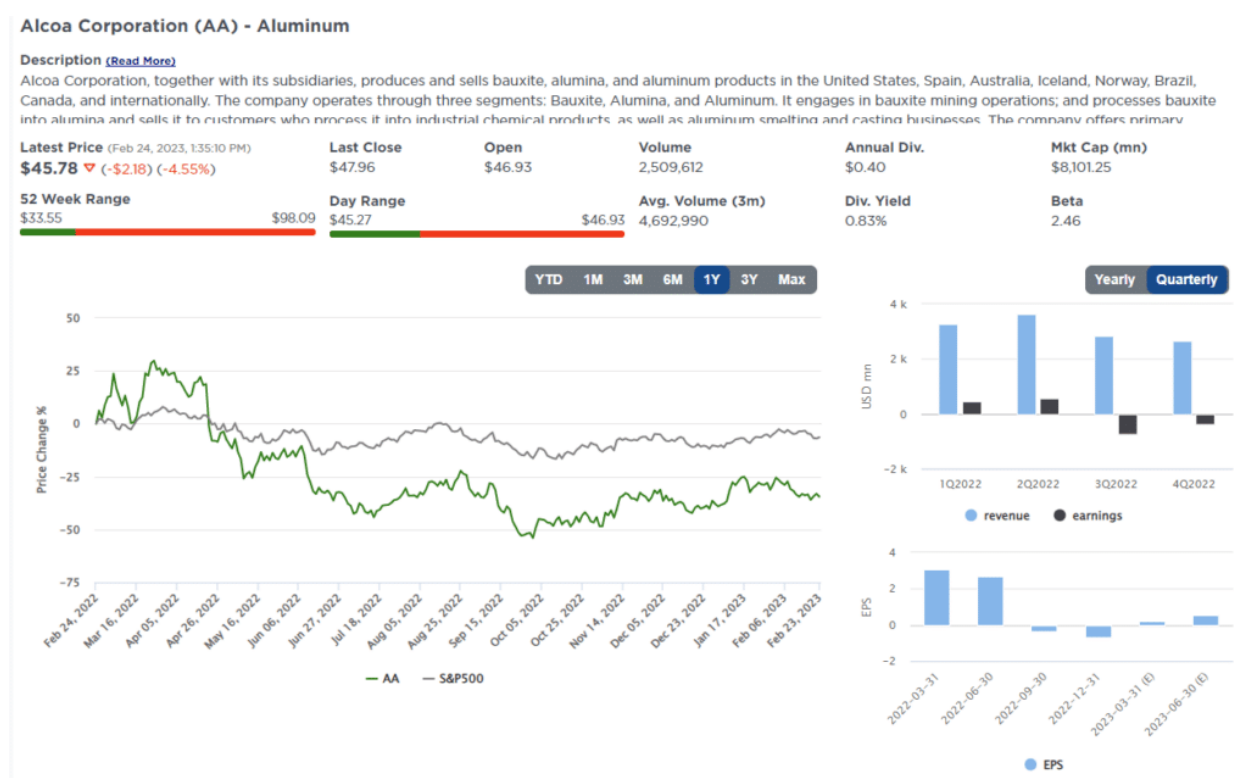 Alcoa Corporation (AA) - Aluminum
Description (Read More)
Alcoa Corporation, together with its subsidiaries, produces and sells bauxite, alumina, and aluminum products in the United States, Spain, Australia, Iceland, Norway, Brazil,
Canada, and internationally. The company operates through three segments: Bauxite, Alumina, and Aluminum. It engages in bauxite mining operations; and processes bauxite
into alumina and sells it to customers who process it into industrial chemical products, as well as aluminum smelting and casting businesses. The company offers primary
Latest Price (Feb 24, 2023, 1:35:10 PM)
$45.78 ▽ (-$2.18) (-4.55%)
Last Close
$47.96
Open
$46.93
Volume
2,509,612
Annual Div.
$0.40
Mkt Cap (mn)
$8,101.25
52 Week Range
$33.55 $98.09
Day Range
$45.27 $46.93
Avg. Volume (3m)
4,692,990
Div. Yield
0.83%
Beta
2.46
YTD 1M 3M 6M 1Y 3Y Max
50
25
0
-25
-50
-75
Price Change %
Feb 24, 2022
Mar 16, 2022
Apr 05, 2022
Apr 26, 2022
May 16, 2022
Jun 06, 2022
Jun 27, 2022
Jul 18, 2022
Aug 05, 2022
Aug 25, 2022
Sep 15, 2022
Oct 05, 2022
Oct 25, 2022
Nov 14, 2022
Dec 05, 2022
Dec 23, 2022
Jan 17, 2023
Feb 06, 2023
Feb 23, 2023
AA S&P500
Yearly Quarterly
4 k
2 k
0
-2 k
USD mn
1Q2022 2Q2022 3Q2022 4Q2022
revenue earnings
4
2
0
-2
EPS
2022-03-31
2022-06-30
2022-09-30
2022-12-31
2023-03-31 (E)
2023-06-30 (E)
EPS